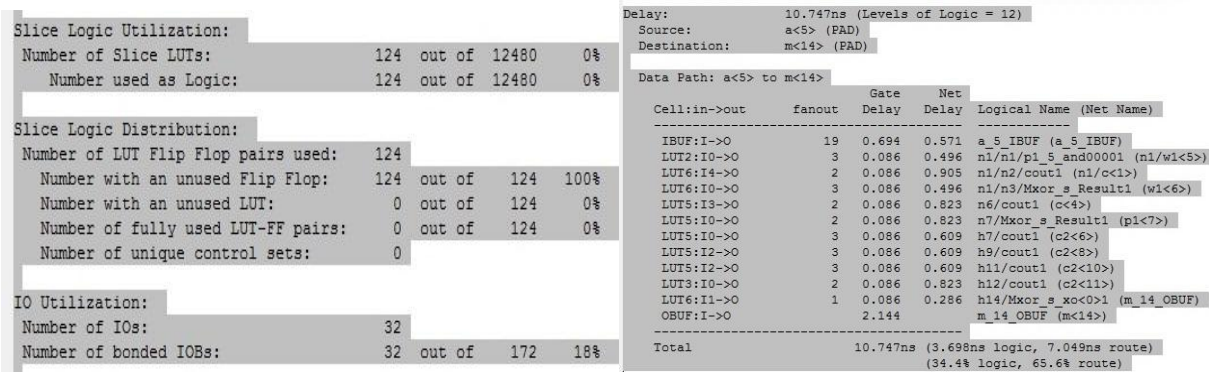 Slice Logic Utilization:
Number of Slice LUTs: 124 out of 12480 0%
Number used as Logic: 124 out of 12480 0%
Slice Logic Distribution:
Number of LUT Flip Flop pairs used: 124
Number with an unused Flip Flop: 124 out of 124 100%
Number with an unused LUT: 0 out of 124 0%
Number of fully used LUT-FF pairs: 0 out of 124 0%
Number of unique control sets: 0
IO Utilization:
Number of IOs: 32
Number of bonded IOBs: 32 out of 172 18%
Delay: 10.747ns (Levels of Logic = 12)
Source: a<5> (PAD)
Destination: m<14> (PAD)
Data Path: a<5> to m<14>
Gate Net
Cell:in->out fanout Delay Delay Logical Name (Net Name)
---------------------------------------- ------------
IBUF:I->O 19 0.694 0.571 a_5_IBUF (a_5_IBUF)
LUT2:I0->O 3 0.086 0.496 n1/n1/p1_5_and00001 (n1/w1<5>)
LUT6:I4->O 2 0.086 0.905 n1/n2/cout1 (n1/c<1>)
LUT6:I0->O 3 0.086 0.496 n1/n3/Mxor_s_Result1 (w1<6>)
LUT5:I3->O 2 0.086 0.823 n6/cout1 (c<4>)
LUT5:I0->O 2 0.086 0.823 n7/Mxor_s_Result1 (p1<7>)
LUT5:I0->O 3 0.086 0.609 h7/cout1 (c2<6>)
LUT5:I2->O 3 0.086 0.609 h9/cout1 (c2<8>)
LUT5:I2->O 3 0.086 0.609 h11/cout1 (c2<10>)
LUT3:I0->O 2 0.086 0.823 h12/cout1 (c2<11>)
LUT6:I1->O 1 0.086 0.286 h14/Mxor_s_xo<0>1 (m_14_OBUF)
OBUF:I->O 2.144 m_14_OBUF (m<14>)
----------------------------------------
Total 10.747ns (3.698ns logic, 7.049ns route)
(34.4% logic, 65.6% route)